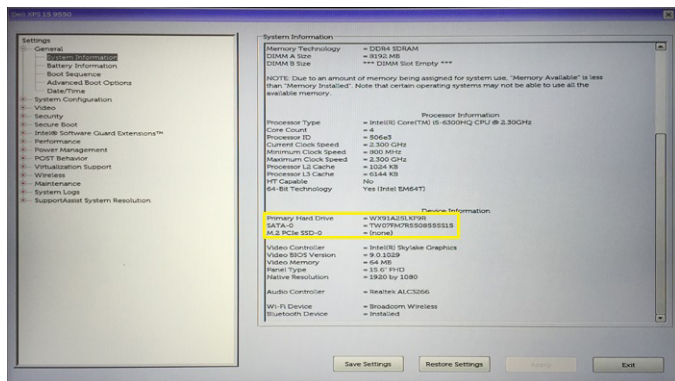 Dell XPS 15 9590
Settings
General
System Information
Battery Information
Boot Sequence
Advanced Boot Options
Date/Time
System Configuration
Video
Security
Secure Boot
Intel® Software Guard Extensions™
Performance
Power Management
POST Behavior
Virtualization Support
Wireless
Maintenance
System Logs
SupportAssist System Resolution
System Information
Memory Technology = DDR4 SDRAM
DIMM A Size = 8192 MB
DIMM B Size *** DIMM Slot Empty ***
NOTE: Due to an amount of memory being assigned for system use, "Memory Available" is less
than "Memory Installed". Note that certain operating systems may not be able to use all the
available memory.
Processor Information
Processor Type = Intel(R) Core(TM) i5-6300HQ CPU @ 2.30GHz
Core Count = 4
Processor ID = 506e3
Current Clock Speed = 2.300 GHz
Minimum Clock Speed = 800 MHz
Maximum Clock Speed = 2.300 GHz
Processor L2 Cache = 1024 KB
Processor L3 Cache = 6144 KB
HT Capable No
64-Bit Technology Yes (Intel EM64T)
Device Information
Primary Hard Drive
SATA-0
M.2 PCIe SSD-0 = (none)
Video Controller = Intel(R) Skylake Graphics
Video BIOS Version = 9.0.1029
Video Memory = 64 MB
Panel Type = 15.6" FHD
Native Resolution = 1920 by 1080
Audio Controller = Realtek ALC3266
Wi-Fi Device = Broadcom Wireless
Bluetooth Device = Installed
Save Settings
Restore Settings
Apply
Exit